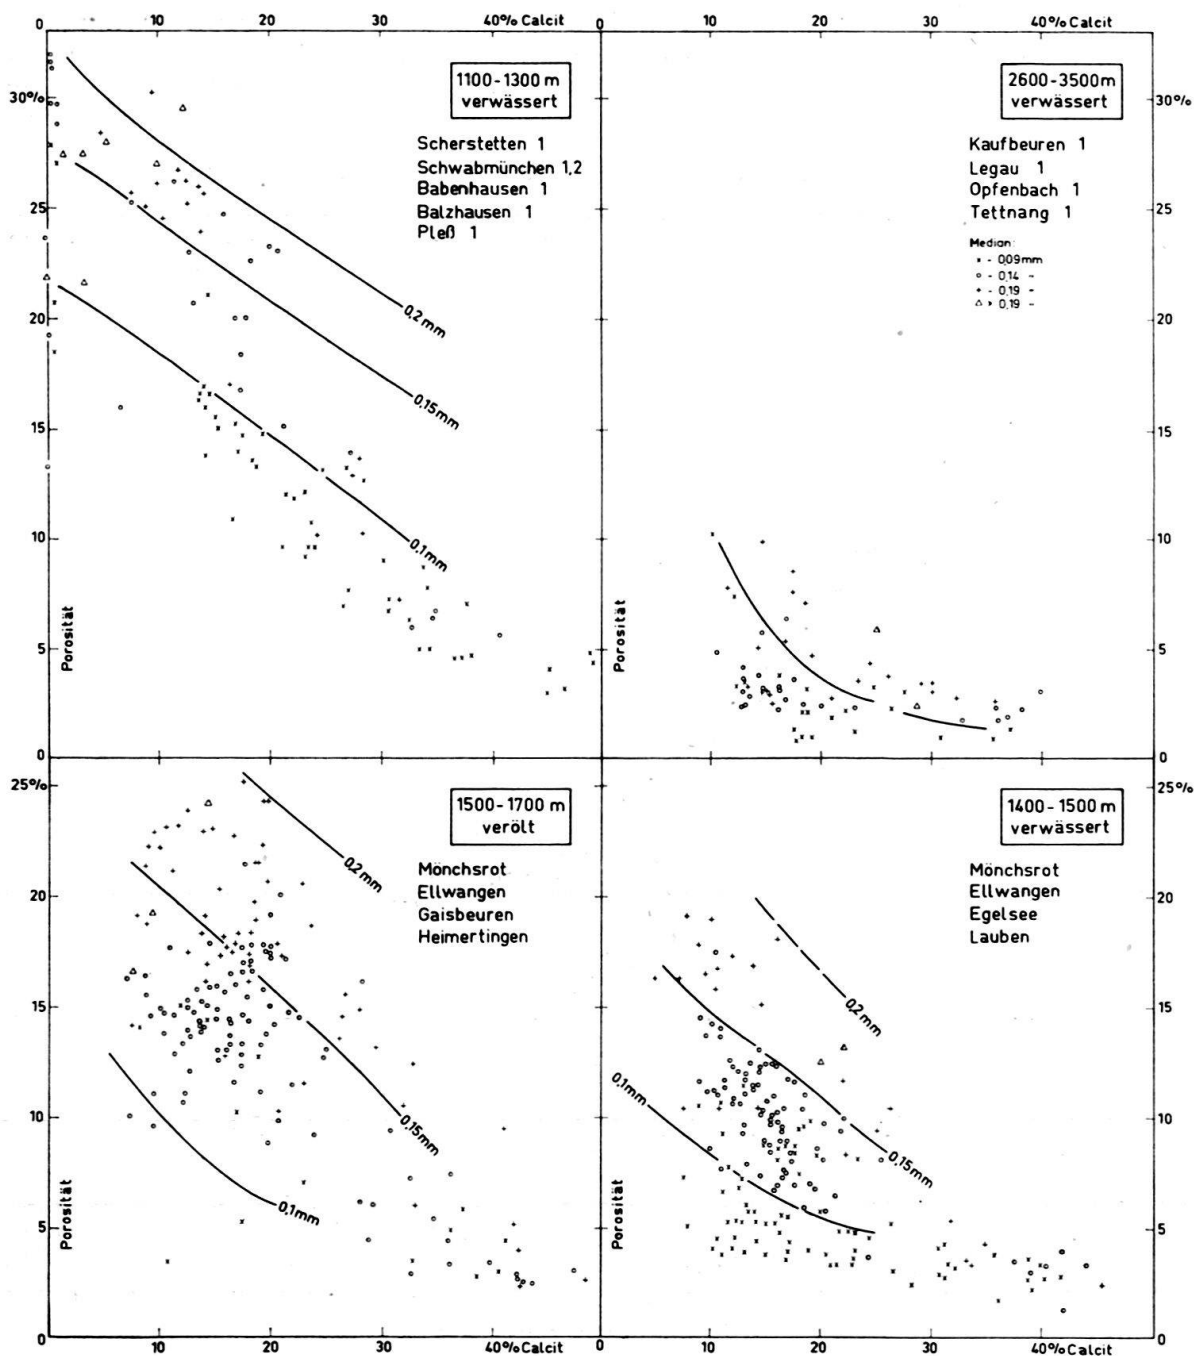 0 10 20 30 40% Calcit
10 20 30 40% Calcit
30%
25
20
15
10
5
0
Porosität
1100-1300 m
verwässert
Scherstetten 1
Schwabmünchen 1,2
Babenhausen 1
Balzhausen 1
Pleß 1
0,2 mm
0,15mm
0,1 mm
2600-3500m
verwässert
Kaufbeuren 1
Legau 1
Opfenbach 1
Tettnang 1
Median:
x - 0,09mm
o - 0,14 -
+ - 0,19 -
△ > 0,19 -
30%
25
20
15
10
5
0
Porosität
25%
20
15
10
5
0
Porosität
1500-1700 m
verölt
Mönchsrot
Ellwangen
Gaisbeuren
Heimertingen
0,2 mm
0,15mm
0,1mm
1400-1500 m
verwässert
Mönchsrot
Ellwangen
Egelsee
Lauben
0,2 mm
0,15mm
0,1mm
25%
20
15
10
5
0
Porosität
10 20 30 40% Calcit
10 20 30 40% Calcit